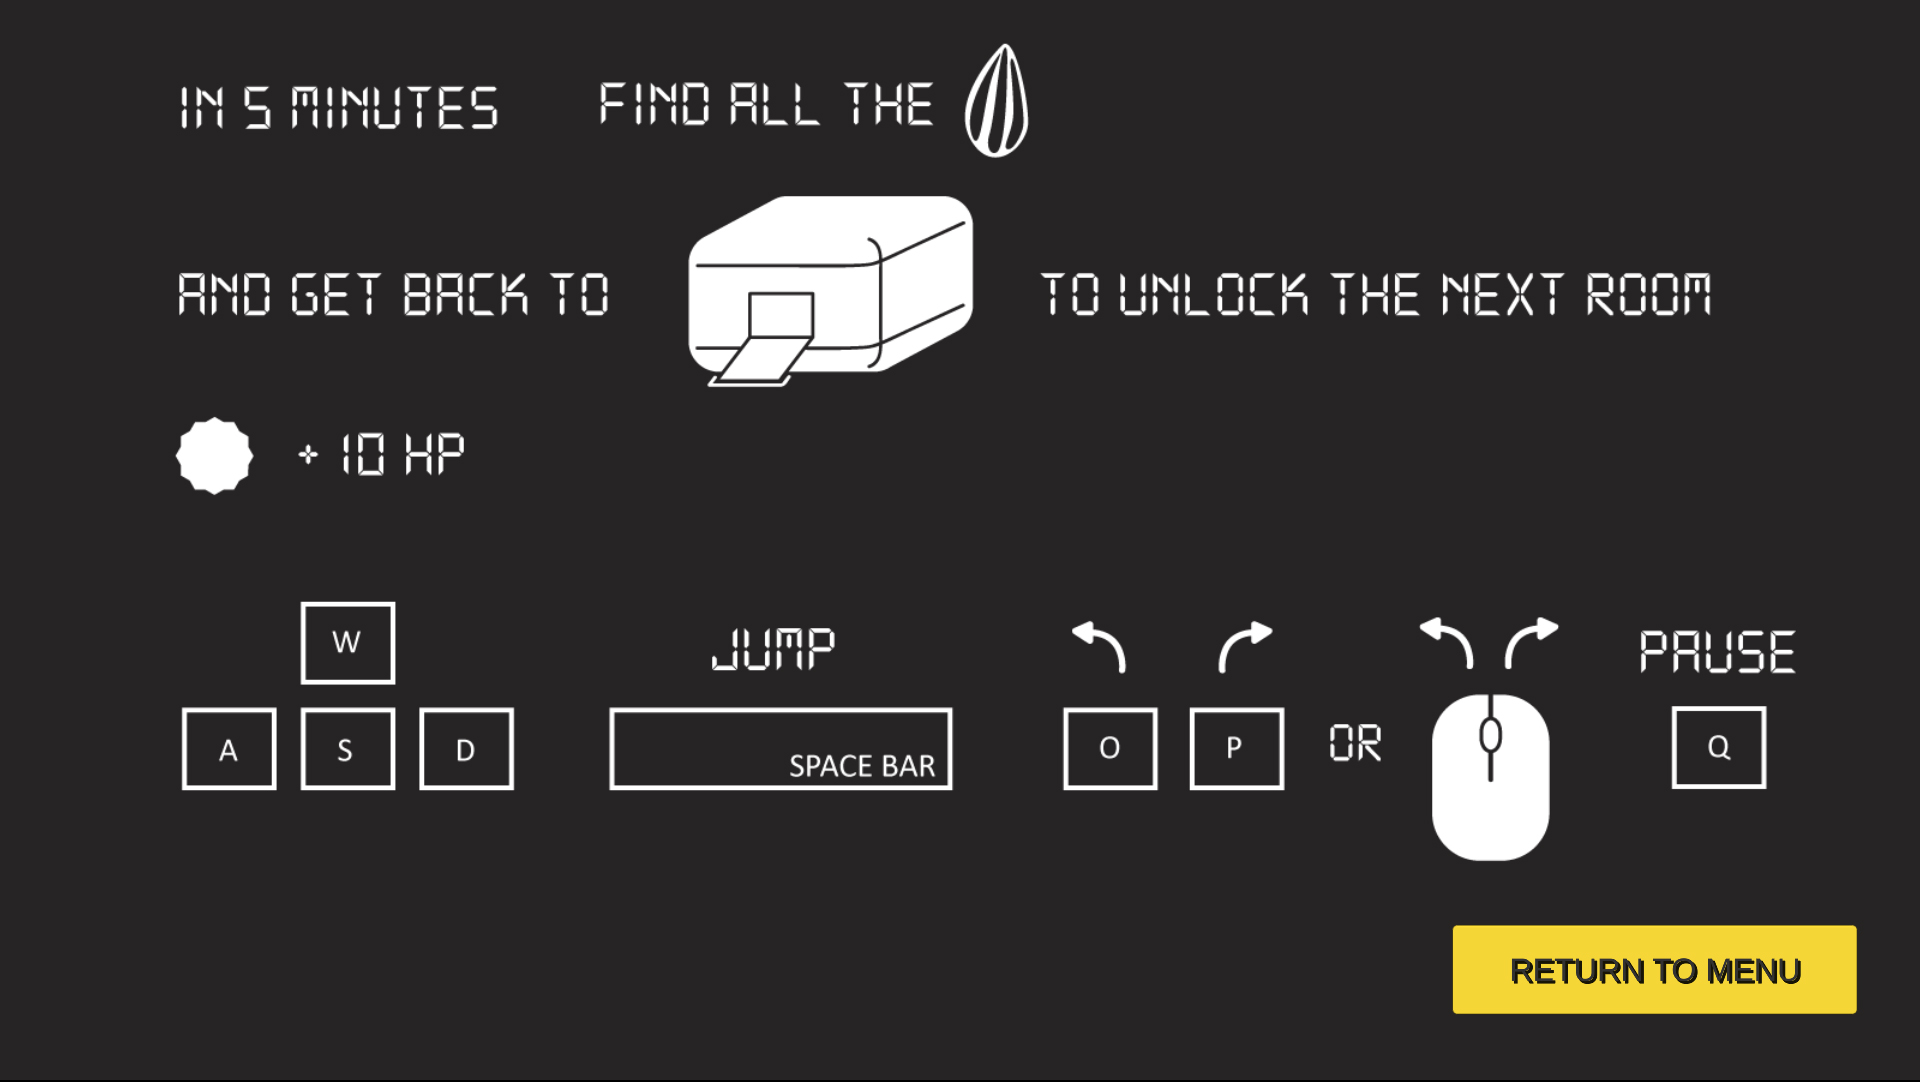 IN 5 MINUTES FIND ALL THE
AND GET BACK TO TO UNLOCK THE NEXT ROOM
+ 10 HP
W
JUMP
PAUSE
A S D
SPACE BAR
O P OR
Q
RETURN TO MENU